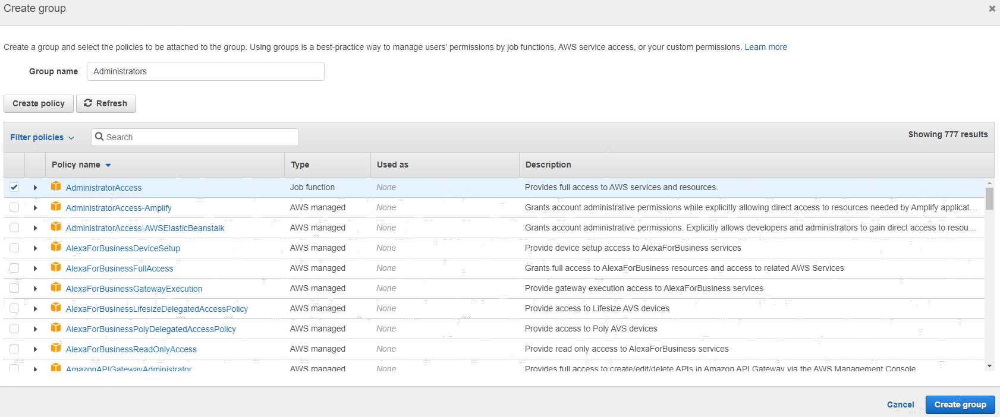 Create group
Create a group and select the policies to be attached to the group. Using groups is a best-practice way to manage users' permissions by job functions, AWS service access, or your custom permissions. Learn more
Group name Administrators
Create policy Refresh
Filter policies Search Showing 777 results
Policy name Type Used as Description
AdministratorAccess Job function None Provides full access to AWS services and resources.
AdministratorAccess-Amplify AWS managed None Grants account administrative permissions while explicitly allowing direct access to resources needed by Amplify applicat...
AdministratorAccess-AWSElasticBeanstalk AWS managed None Grants account administrative permissions. Explicitly allows developers and administrators to gain direct access to resou...
AlexaForBusinessDeviceSetup AWS managed None Provide device setup access to AlexaForBusiness services
AlexaForBusinessFullAccess AWS managed None Grants full access to AlexaForBusiness resources and access to related AWS Services
AlexaForBusinessGatewayExecution AWS managed None Provide gateway execution access to AlexaForBusiness services
AlexaForBusinessLifesizeDelegatedAccessPolicy AWS managed None Provide access to Lifesize AVS devices
AlexaForBusinessPolyDelegatedAccessPolicy AWS managed None Provide access to Poly AVS devices
AlexaForBusinessReadOnlyAccess AWS managed None Provide read only access to AlexaForBusiness services
AmazonAPIGatewayAdministrator AWS managed None Provides full access to create/edit/delete APIs in Amazon API Gateway via the AWS Management Console
Cancel Create group